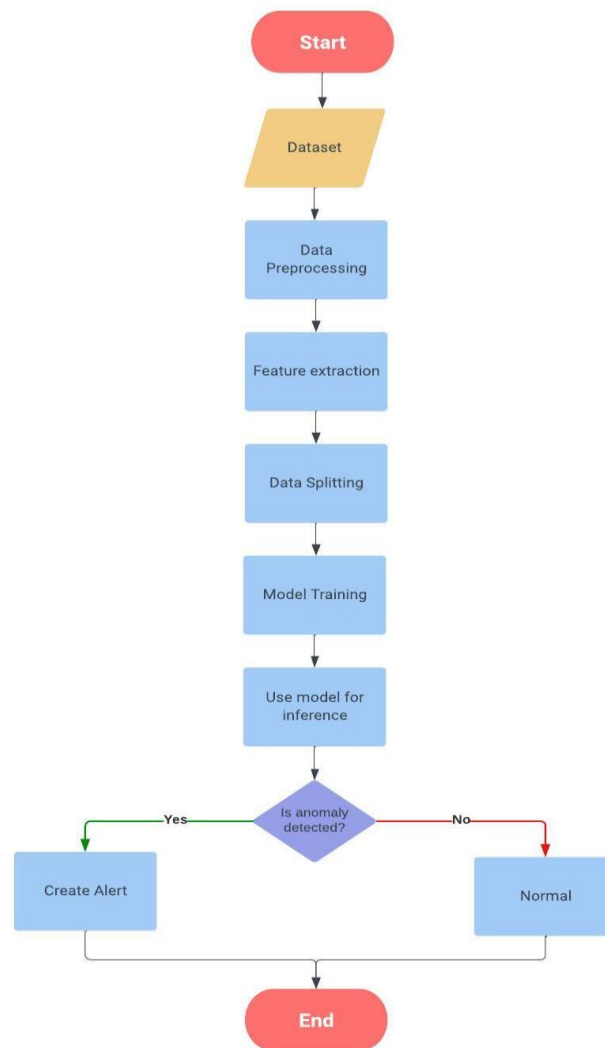 Start
Dataset
Data
Preprocessing
Feature extraction
Data Splitting
Model Training
Use model for
inference
Is anomaly
detected?
Yes
No
Create Alert
Normal
End